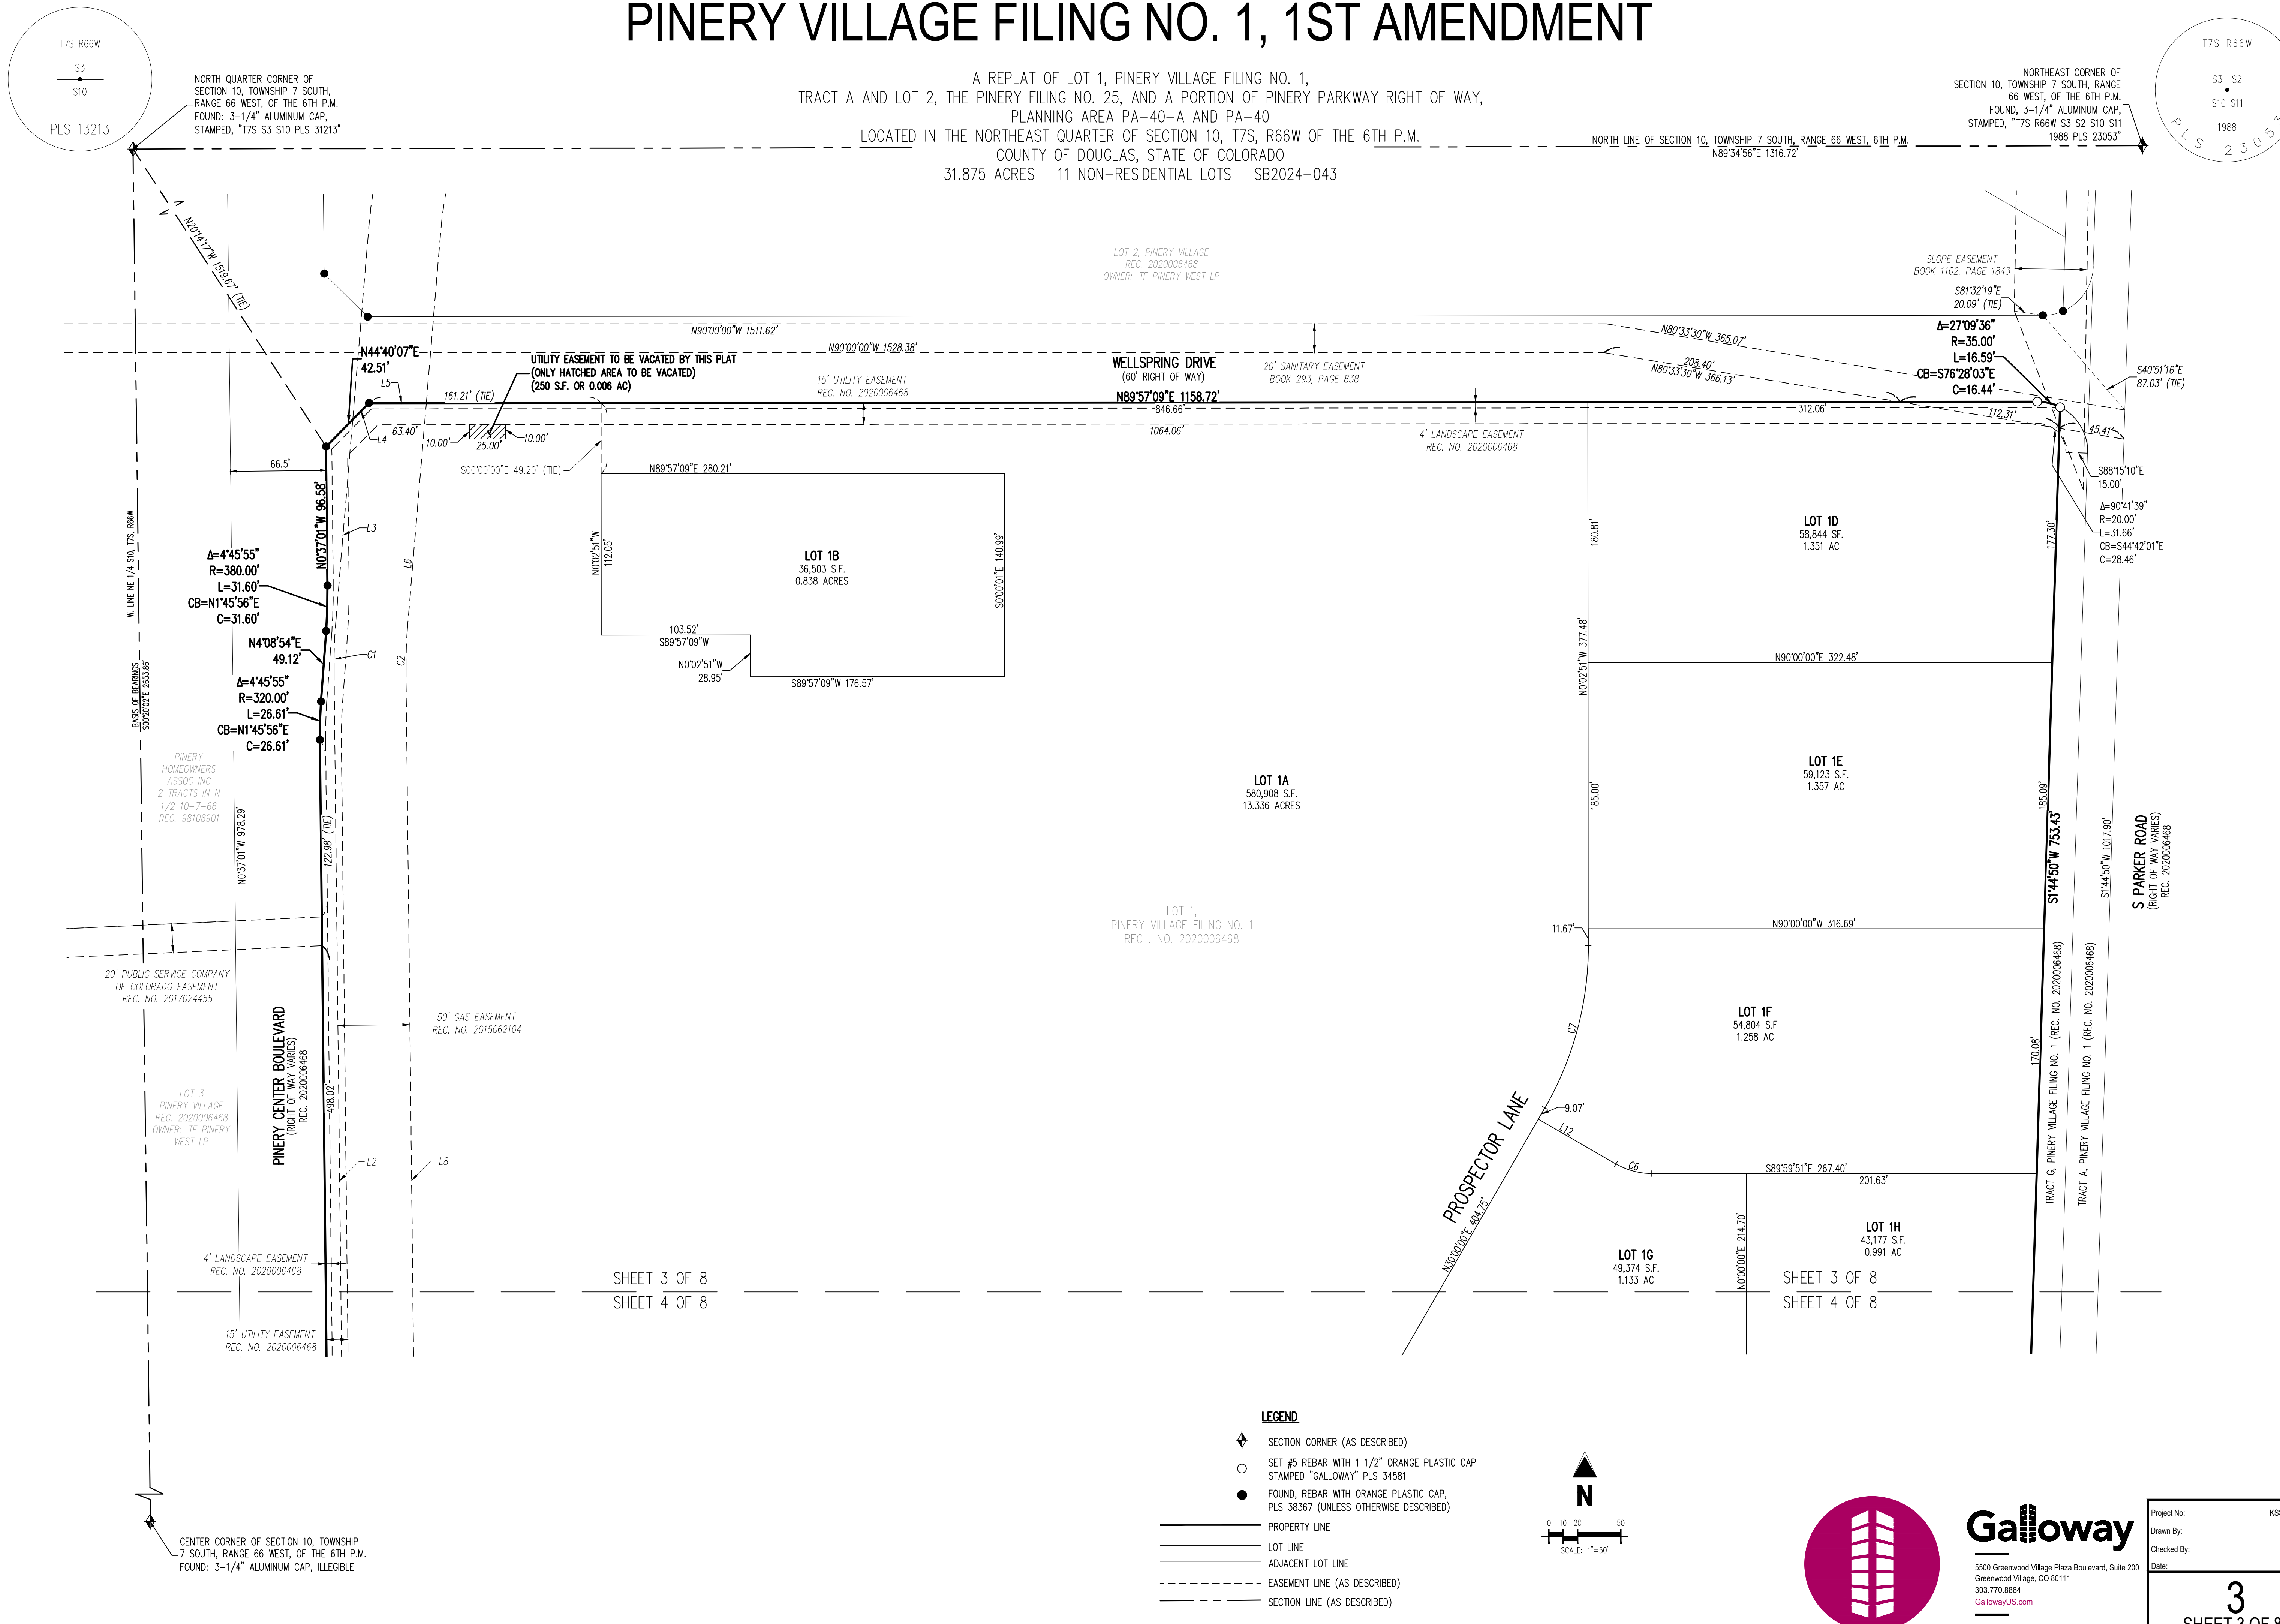 PINERY VILLAGE FILING NO. 1, 1ST AMENDMENT
A REPLAT OF LOT 1, PINERY VILLAGE FILING NO. 1,
TRACT A AND LOT 2, THE PINERY FILING NO. 25, AND A PORTION OF PINERY PARKWAY RIGHT OF WAY,
PLANNING AREA PA-40-A AND PA-40
LOCATED IN THE NORTHEAST QUARTER OF SECTION 10, T7S, R66W OF THE 6TH P.M.
COUNTY OF DOUGLAS, STATE OF COLORADO
31.875 ACRES 11 NON-RESIDENTIAL LOTS SB2024-043
T7S R66W
S3
S10
PLS 13213
NORTH QUARTER CORNER OF
SECTION 10, TOWNSHIP 7 SOUTH,
RANGE 66 WEST, OF THE 6TH P.M.
FOUND: 3-1/4" ALUMINUM CAP,
STAMPED, "T7S S3 S10 PLS 31213"
NORTHEAST CORNER OF
SECTION 10, TOWNSHIP 7 SOUTH, RANGE
66 WEST, OF THE 6TH P.M.
FOUND, 3-1/4" ALUMINUM CAP,
STAMPED, "T7S R66W S3 S2 S10 S11
1988 PLS 23053"
T7S R66W
S3 S2
S10 S11
1988
PLS 23053
NORTH LINE OF SECTION 10, TOWNSHIP 7 SOUTH, RANGE 66 WEST, 6TH P.M.
N89°34'56"E 1316.72'
N20°14'17"W 1519.67' (TIE)
LOT 2, PINERY VILLAGE
REC. 2020006468
OWNER: TF PINERY WEST LP
SLOPE EASEMENT
BOOK 1102, PAGE 1843
S81°32'19"E
20.09' (TIE)
Δ=27°09'36"
R=35.00'
L=16.59'
CB=S76°28'03"E
C=16.44'
S40°51'16"E
87.03' (TIE)
N90°00'00"W 1511.62'
N90°00'00"W 1528.38'
N80°33'30"W 365.07'
208.40'
N80°33'30"W 366.13'
N44°40'07"E
42.51'
L5
161.21' (TIE)
UTILITY EASEMENT TO BE VACATED BY THIS PLAT
(ONLY HATCHED AREA TO BE VACATED)
(250 S.F. OR 0.006 AC)
15' UTILITY EASEMENT
REC. NO. 2020006468
WELLSPRING DRIVE
(60' RIGHT OF WAY)
N89°57'09"E 1158.72'
846.66'
1064.06'
20' SANITARY EASEMENT
BOOK 293, PAGE 838
4' LANDSCAPE EASEMENT
REC. NO. 2020006468
312.06'
112.31'
45.41'
S88°15'10"E
15.00'
Δ=90°41'39"
R=20.00'
L=31.66'
CB=S44°42'01"E
C=28.46'
L4
63.40'
10.00'
25.00'
10.00'
S00°00'00"E 49.20' (TIE)
66.5'
N0°37'01"W 96.58'
L3
L6
Δ=4°45'55"
R=380.00'
L=31.60'
CB=N1°45'56"E
C=31.60'
N4°08'54"E
49.12'
C1
C2
Δ=4°45'55"
R=320.00'
L=26.61'
CB=N1°45'56"E
C=26.61'
W. LINE NE 1/4 S10, T7S, R66W
BASIS OF BEARINGS
S00°20'02"E 2653.86'
N89°57'09"E 280.21'
N0°02'51"W
112.05'
LOT 1B
36,503 S.F.
0.838 ACRES
S0°00'01"E 140.99'
103.52'
S89°57'09"W
N0°02'51"W
28.95'
S89°57'09"W 176.57'
180.81'
LOT 1D
58,844 SF.
1.351 AC
177.30'
N0°02'51"W 377.48'
N90°00'00"E 322.48'
PINERY
HOMEOWNERS
ASSOC INC
2 TRACTS IN N
1/2 10-7-66
REC. 98108901
N0°37'01"W 978.29'
122.98' (TIE)
LOT 1A
580,908 S.F.
13.336 ACRES
185.00'
LOT 1E
59,123 S.F.
1.357 AC
185.09'
S1°44'50"W 753.43'
S1°44'50"W 1017.90'
S PARKER ROAD
(RIGHT OF WAY VARIES)
REC. 2020006468
LOT 1,
PINERY VILLAGE FILING NO. 1
REC . NO. 2020006468
11.67'
N90°00'00"W 316.69'
20' PUBLIC SERVICE COMPANY
OF COLORADO EASEMENT
REC. NO. 2017024455
50' GAS EASEMENT
REC. NO. 2015062104
PINERY CENTER BOULEVARD
(RIGHT OF WAY VARIES)
REC. 2020006468
498.02'
C7
LOT 1F
54,804 S.F
1.258 AC
170.08'
TRACT G, PINERY VILLAGE FILING NO. 1 (REC. NO. 2020006468)
TRACT A, PINERY VILLAGE FILING NO. 1 (REC. NO. 2020006468)
LOT 3
PINERY VILLAGE
REC. 2020006468
OWNER: TF PINERY
WEST LP
L2
L8
9.07'
L12
C6
PROSPECTOR LANE
N30°00'00"E 404.75'
S89°59'51"E 267.40'
201.63'
LOT 1G
49,374 S.F.
1.133 AC
N0°00'00"E 214.70'
LOT 1H
43,177 S.F.
0.991 AC
4' LANDSCAPE EASEMENT
REC. NO. 2020006468
SHEET 3 OF 8
SHEET 4 OF 8
SHEET 3 OF 8
SHEET 4 OF 8
15' UTILITY EASEMENT
REC. NO. 2020006468
CENTER CORNER OF SECTION 10, TOWNSHIP
7 SOUTH, RANGE 66 WEST, OF THE 6TH P.M.
FOUND: 3-1/4" ALUMINUM CAP, ILLEGIBLE
LEGEND
SECTION CORNER (AS DESCRIBED)
SET #5 REBAR WITH 1 1/2" ORANGE PLASTIC CAP
STAMPED "GALLOWAY" PLS 34581
FOUND, REBAR WITH ORANGE PLASTIC CAP,
PLS 38367 (UNLESS OTHERWISE DESCRIBED)
PROPERTY LINE
LOT LINE
ADJACENT LOT LINE
EASEMENT LINE (AS DESCRIBED)
SECTION LINE (AS DESCRIBED)
N
0 10 20 50
SCALE: 1"=50'
Galloway
5500 Greenwood Village Plaza Boulevard, Suite 200
Greenwood Village, CO 80111
303.770.8884
GallowayUS.com
Project No: KSS
Drawn By:
Checked By:
Date:
3
SHEET 3 OF 8